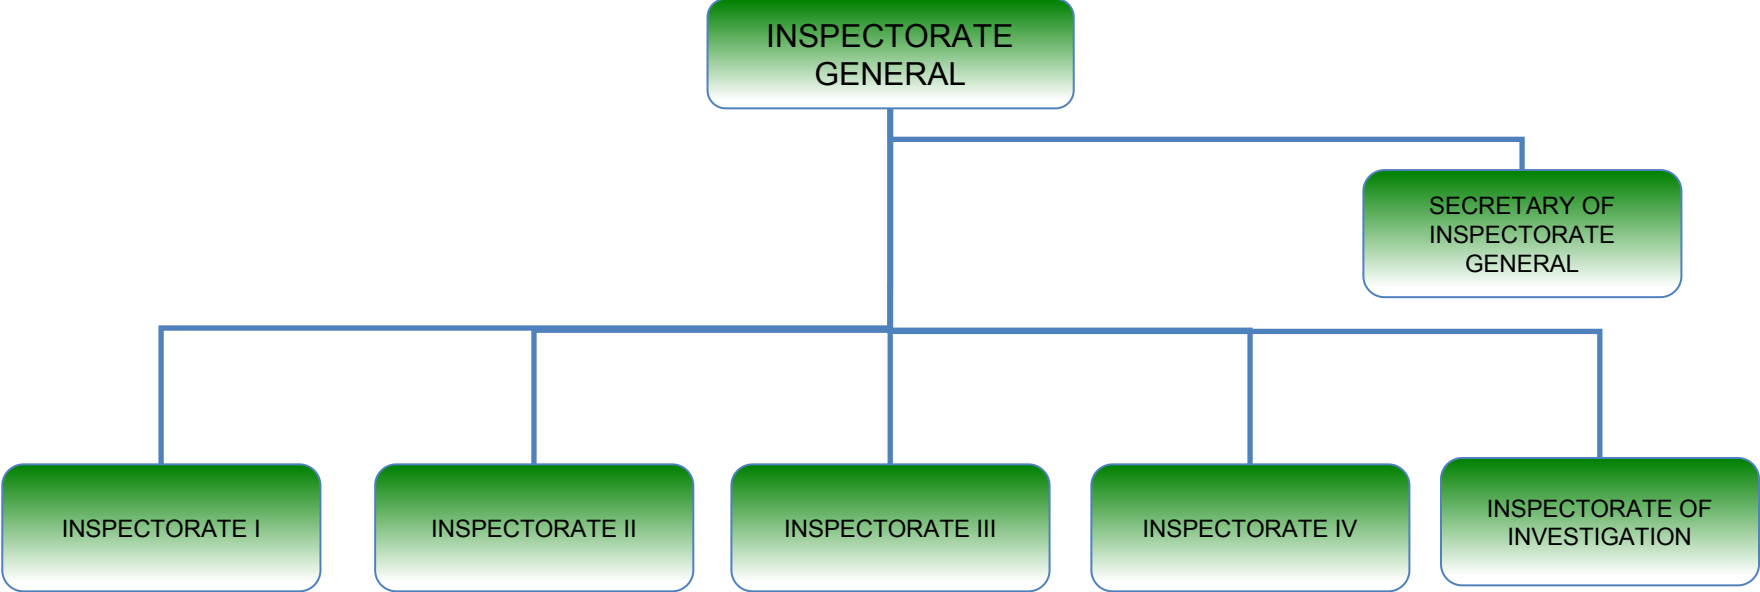 INSPECTORATE
GENERAL
SECRETARY OF
INSPECTORATE
GENERAL
INSPECTORATE I
INSPECTORATE II
INSPECTORATE III
INSPECTORATE IV
INSPECTORATE OF
INVESTIGATION